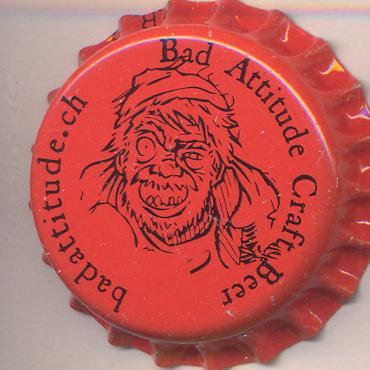 Bad Attitude Craft Beer
badattitude.ch